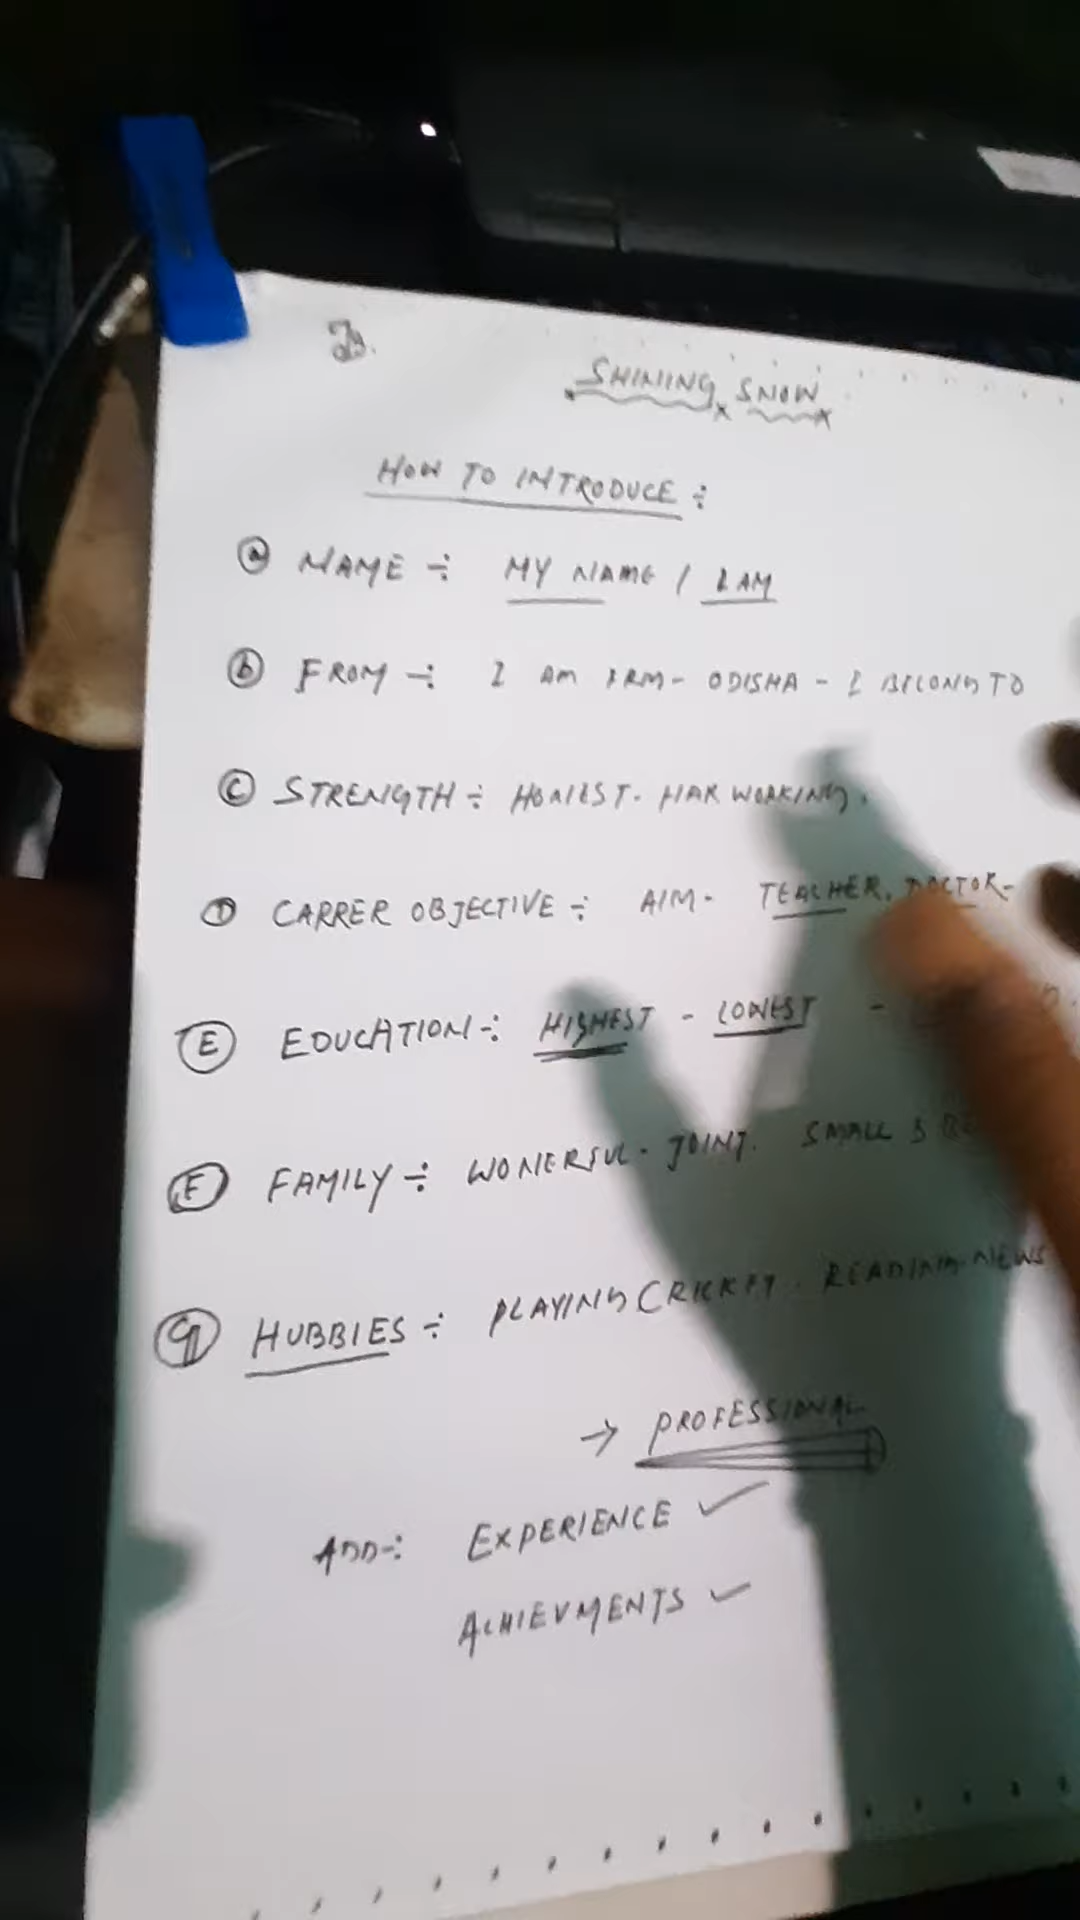 SHINING SNOW
HOW TO INTRODUCE ÷
(a) NAME ÷ MY NAME / I AM
(b) FROM ÷ I AM FRM - ODISHA - I BELONG TO
(c) STRENGTH ÷ HONEST. HAR WORKING.
(D) CARRER OBJECTIVE ÷ AIM - TEACHER, DOCTOR -
(E) EDUCATION ÷ HIGHEST - LOWEST -
(F) FAMILY ÷ WONERFUL - JOINT. SMALL &
(g) HUBBIES ÷ PLAYING CRICKET. READING NEWS
→ PROFESSIONAL
ADD ÷ EXPERIENCE ✓
ACHIEVMENTS ✓